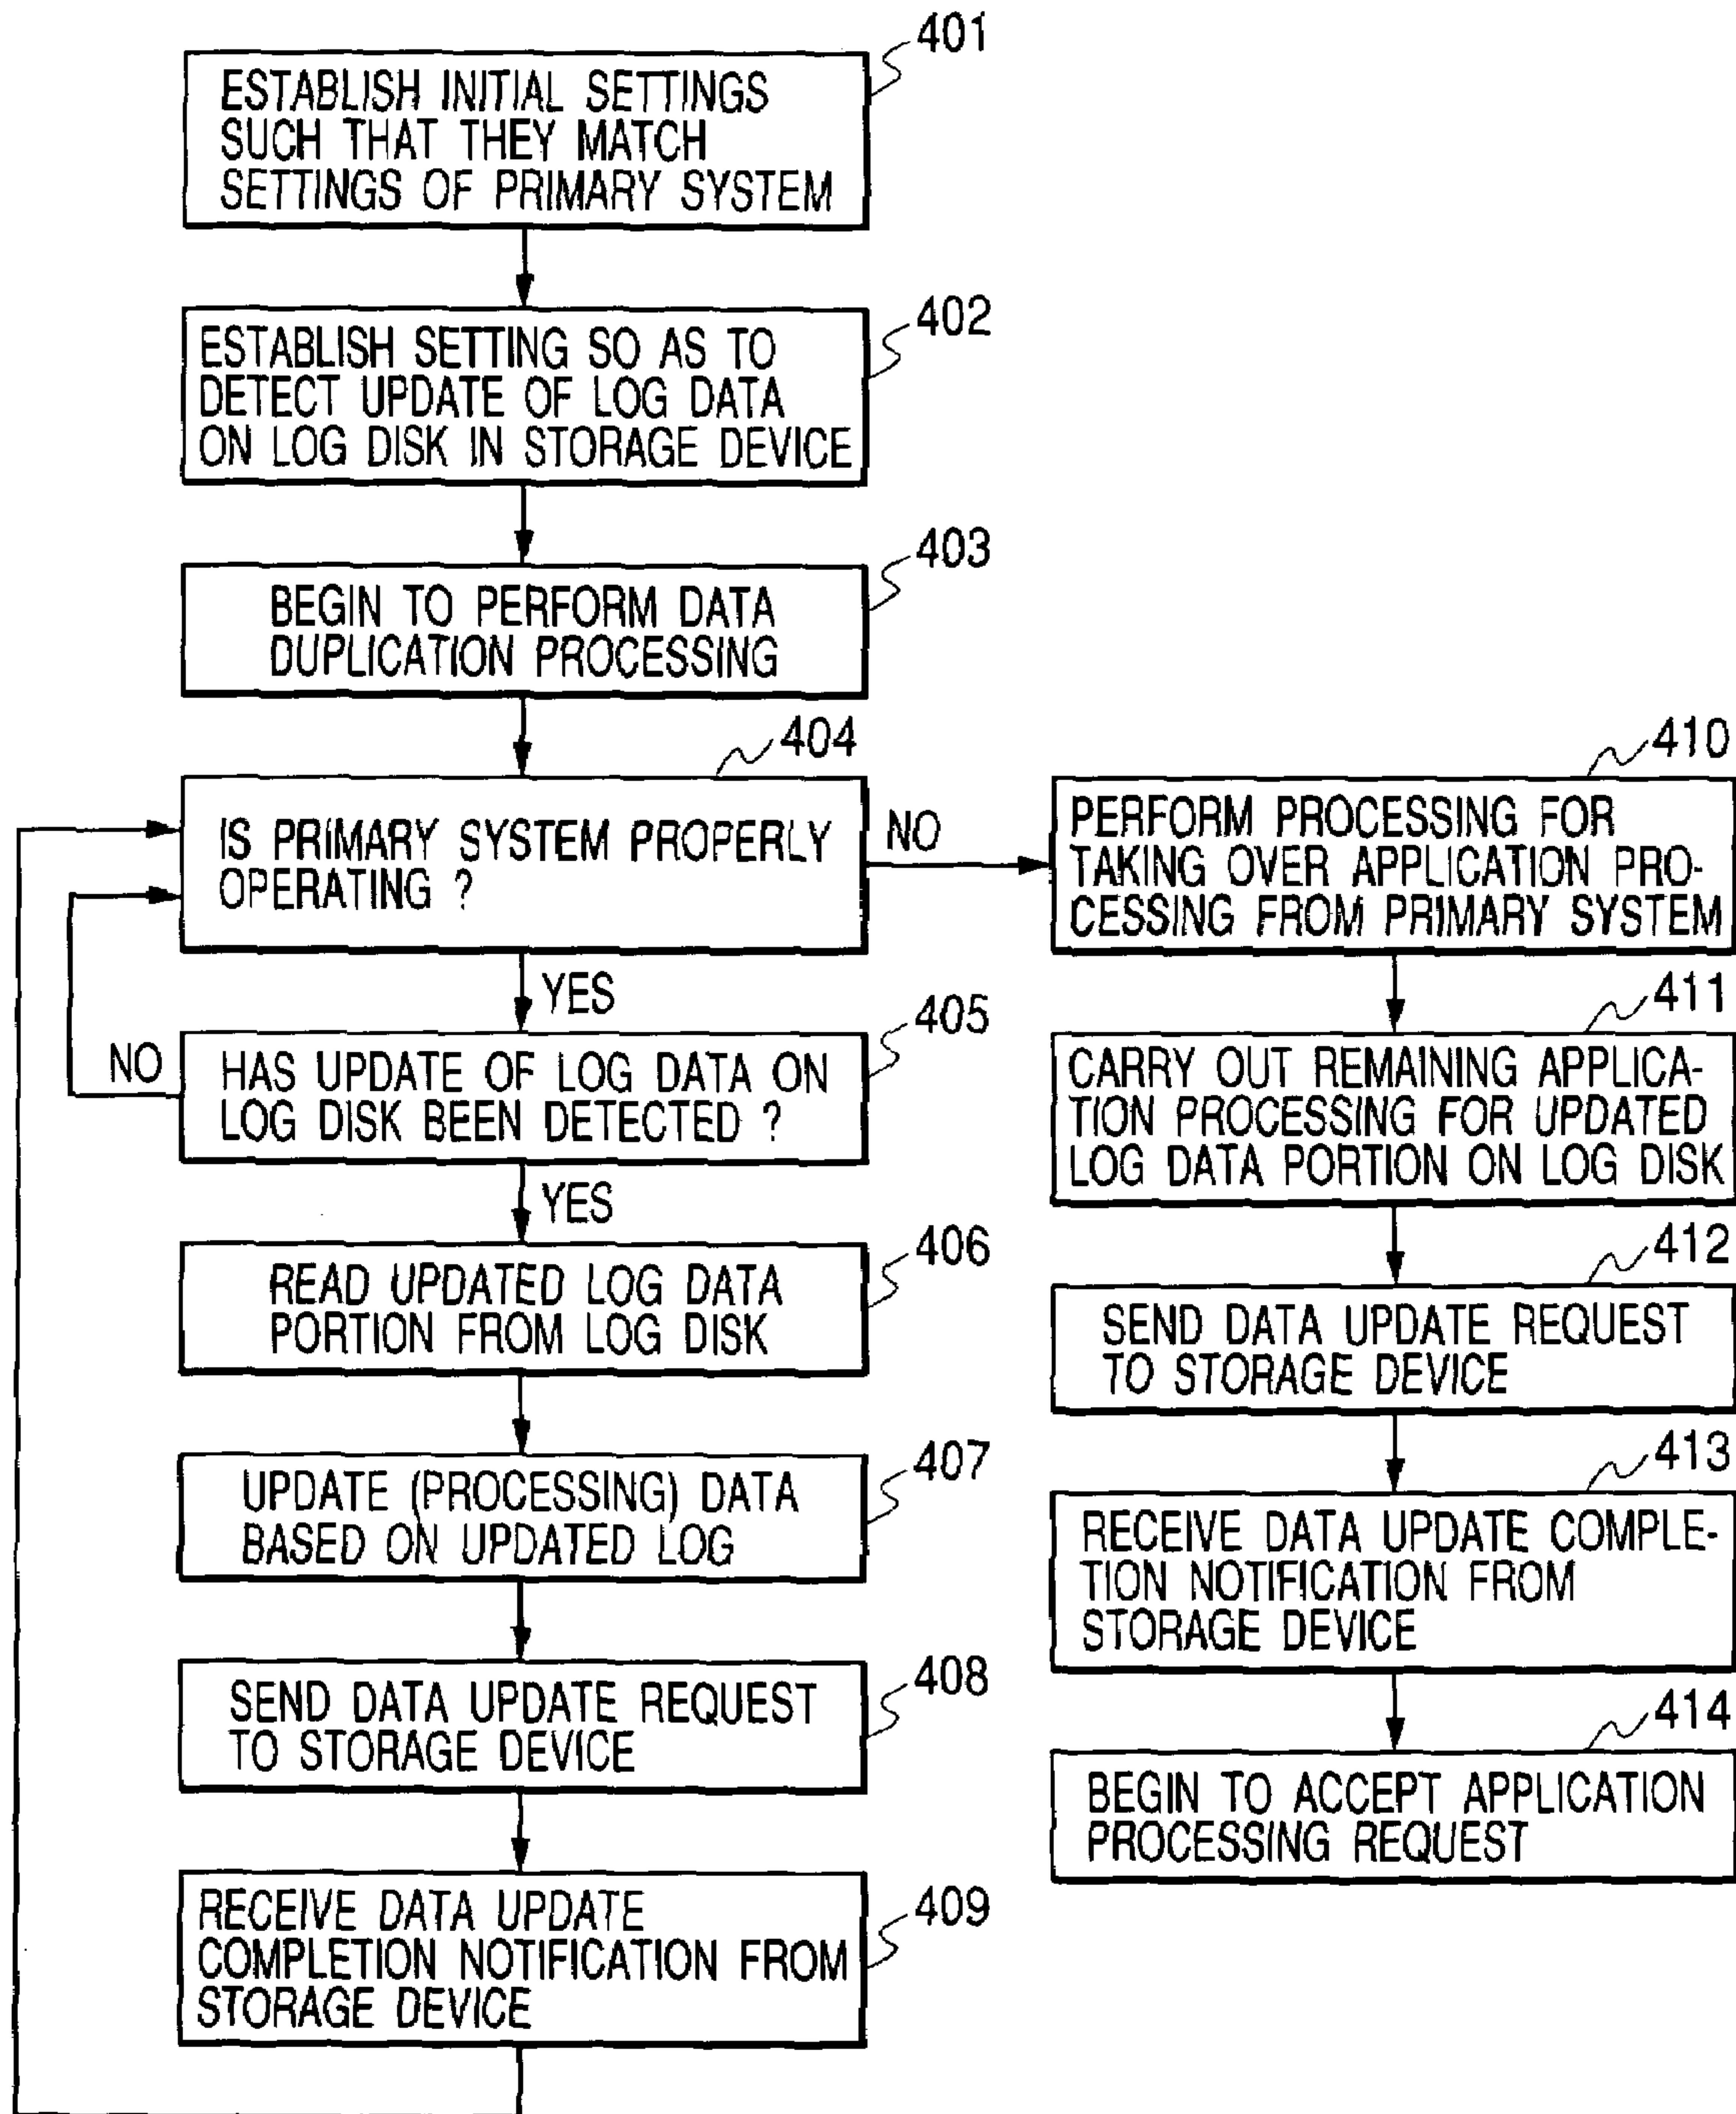 401
ESTABLISH INITIAL SETTINGS
SUCH THAT THEY MATCH
SETTINGS OF PRIMARY SYSTEM
402
ESTABLISH SETTING SO AS TO
DETECT UPDATE OF LOG DATA
ON LOG DISK IN STORAGE DEVICE
403
BEGIN TO PERFORM DATA
DUPLICATION PROCESSING
404
IS PRIMARY SYSTEM PROPERLY
OPERATING ?
NO
YES
405
HAS UPDATE OF LOG DATA ON
LOG DISK BEEN DETECTED ?
NO
YES
406
READ UPDATED LOG DATA
PORTION FROM LOG DISK
407
UPDATE (PROCESSING) DATA
BASED ON UPDATED LOG
408
SEND DATA UPDATE REQUEST
TO STORAGE DEVICE
409
RECEIVE DATA UPDATE
COMPLETION NOTIFICATION FROM
STORAGE DEVICE
410
PERFORM PROCESSING FOR
TAKING OVER APPLICATION PRO-
CESSING FROM PRIMARY SYSTEM
411
CARRY OUT REMAINING APPLICA-
TION PROCESSING FOR UPDATED
LOG DATA PORTION ON LOG DISK
412
SEND DATA UPDATE REQUEST
TO STORAGE DEVICE
413
RECEIVE DATA UPDATE COMPLE-
TION NOTIFICATION FROM
STORAGE DEVICE
414
BEGIN TO ACCEPT APPLICATION
PROCESSING REQUEST